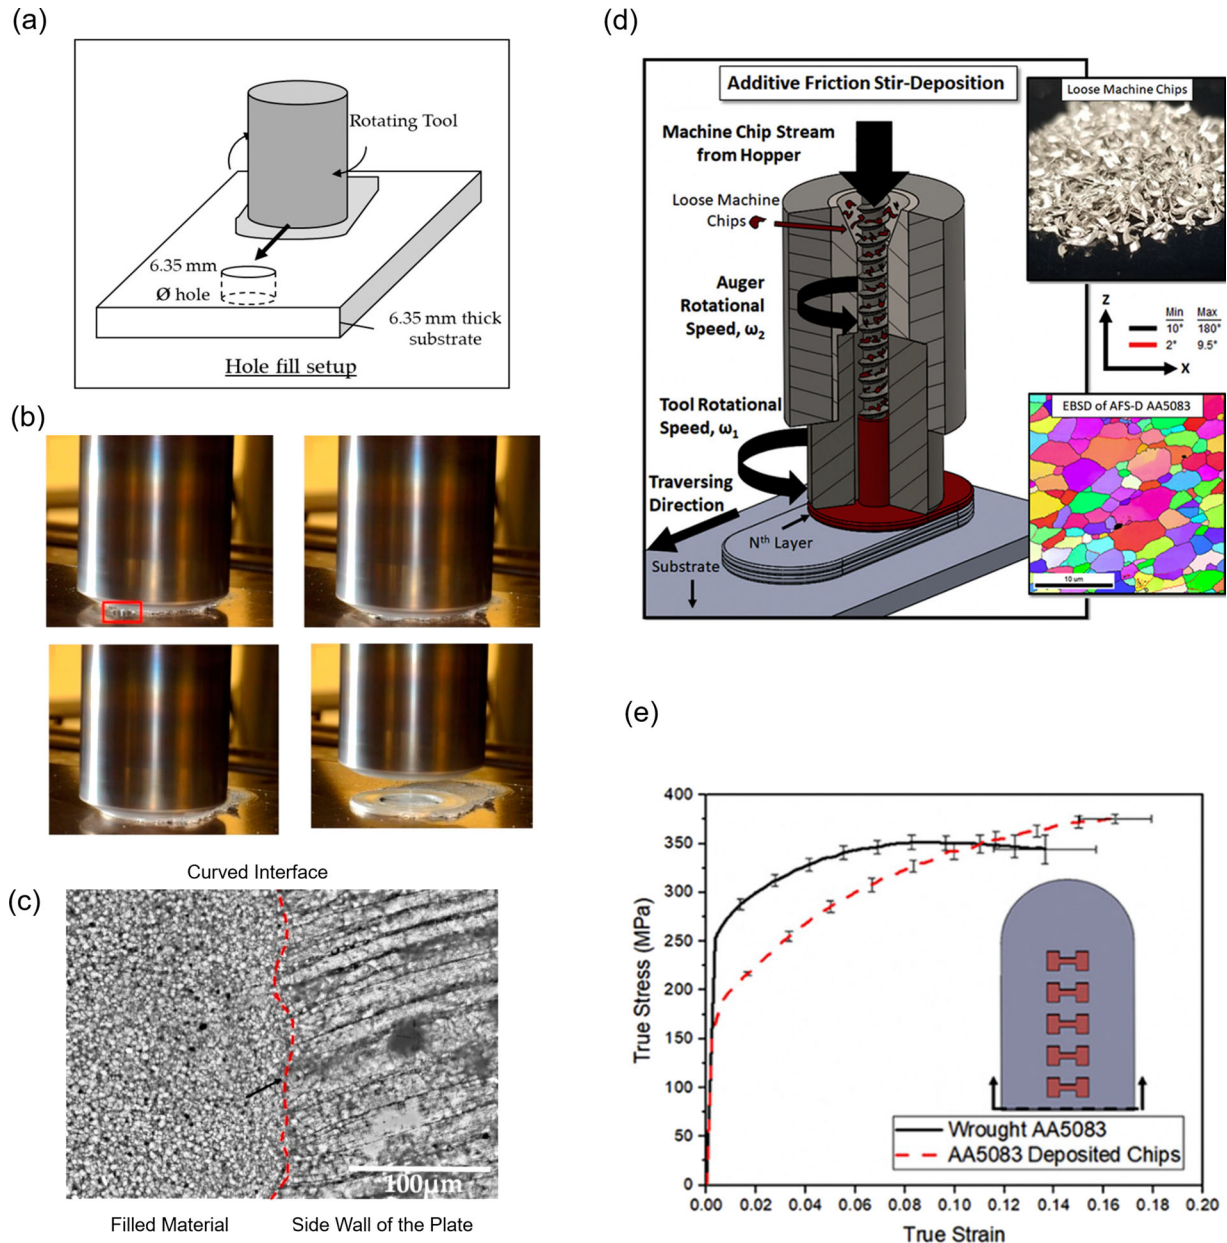 (a)
Rotating Tool
6.35 mm
Ø hole
6.35 mm thick
substrate
Hole fill setup
(b)
Curved Interface
(c)
100µm
Filled Material
Side Wall of the Plate
(d)
Additive Friction Stir-Deposition
Machine Chip Stream
from Hopper
Loose Machine
Chips
Auger
Rotational
Speed, ω₂
Tool Rotational
Speed, ω₁
Traversing
Direction
Nᵗʰ Layer
Substrate
Loose Machine Chips
Z
X
Min Max
10° 180°
2° 9.5°
EBSD of AFS-D AA5083
10 um
(e)
400
350
300
250
200
150
100
50
0
True Stress (MPa)
0.00 0.02 0.04 0.06 0.08 0.10 0.12 0.14 0.16 0.18 0.20
True Strain
Wrought AA5083
AA5083 Deposited Chips